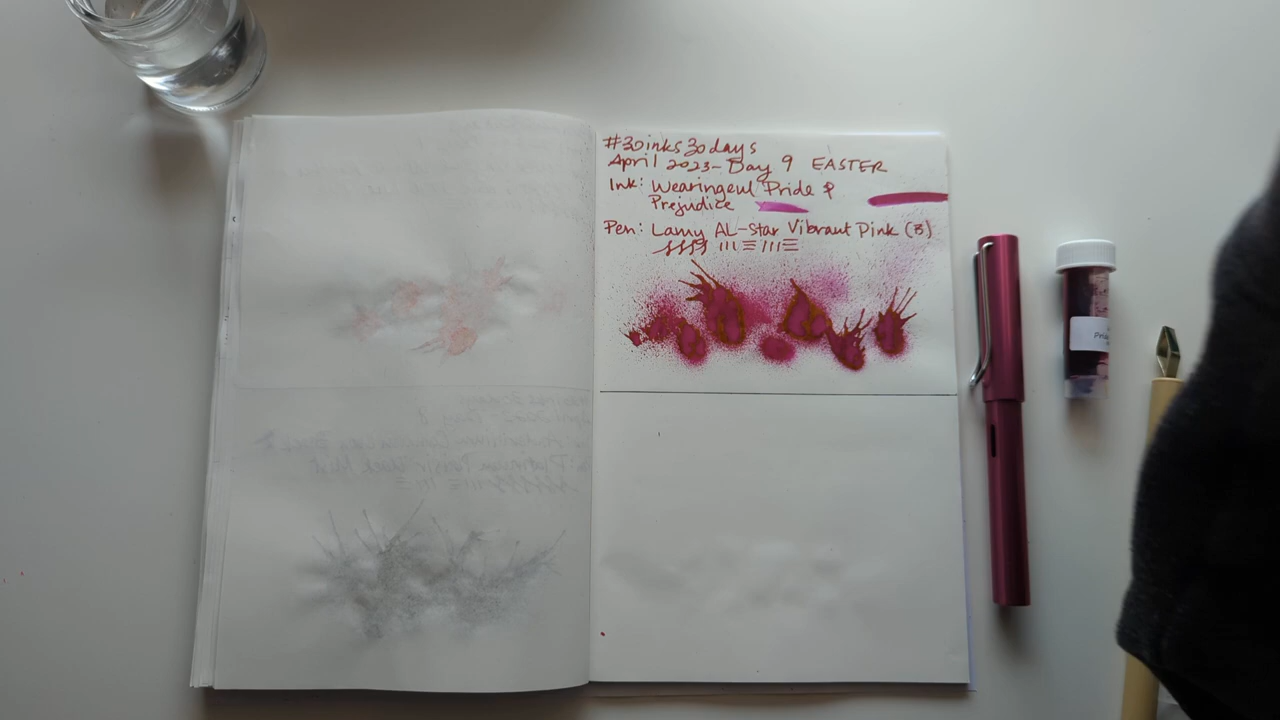 #30inks30days
April 2023- Day 9 EASTER
Ink: Wearingeul Pride &
Prejudice
Pen: Lamy AL-Star Vibrant Pink (B)